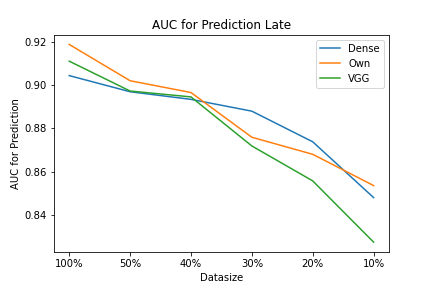 AUC for Prediction Late
Dense
Own
VGG
AUC for Prediction
0.92
0.90
0.88
0.86
0.84
100% 50% 40% 30% 20% 10%
Datasize